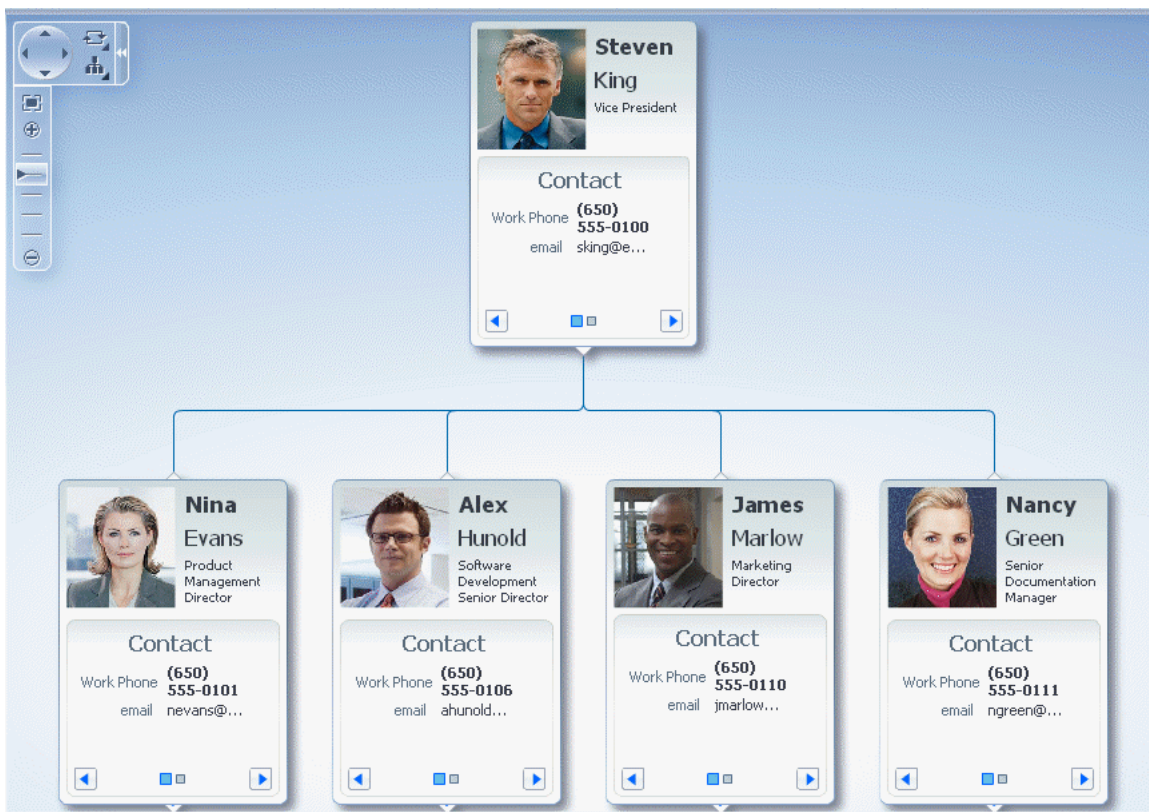 Steven
King
Vice President
Contact
Work Phone (650)
555-0100
email sking@e...
Nina
Evans
Product
Management
Director
Contact
Work Phone (650)
555-0101
email nevans@...
Alex
Hunold
Software
Development
Senior Director
Contact
Work Phone (650)
555-0106
email ahunold...
James
Marlow
Marketing
Director
Contact
Work Phone (650)
555-0110
email jmarlow...
Nancy
Green
Senior
Documentation
Manager
Contact
Work Phone (650)
555-0111
email ngreen@...